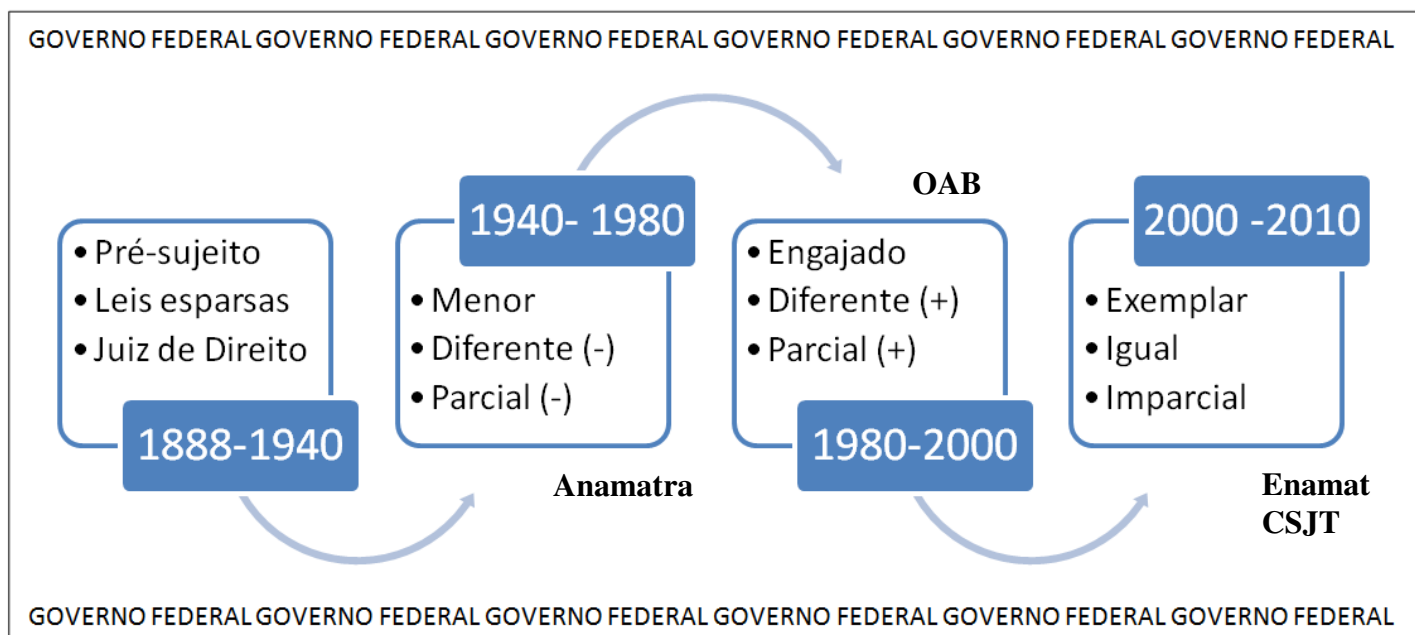 GOVERNO FEDERAL GOVERNO FEDERAL GOVERNO FEDERAL GOVERNO FEDERAL GOVERNO FEDERAL GOVERNO FEDERAL
• Pré-sujeito
• Leis esparsas
• Juiz de Direito
1888-1940
1940- 1980
• Menor
• Diferente (-)
• Parcial (-)
Anamatra
OAB
• Engajado
• Diferente (+)
• Parcial (+)
1980-2000
2000 -2010
• Exemplar
• Igual
• Imparcial
Enamat
CSJT
GOVERNO FEDERAL GOVERNO FEDERAL GOVERNO FEDERAL GOVERNO FEDERAL GOVERNO FEDERAL GOVERNO FEDERAL